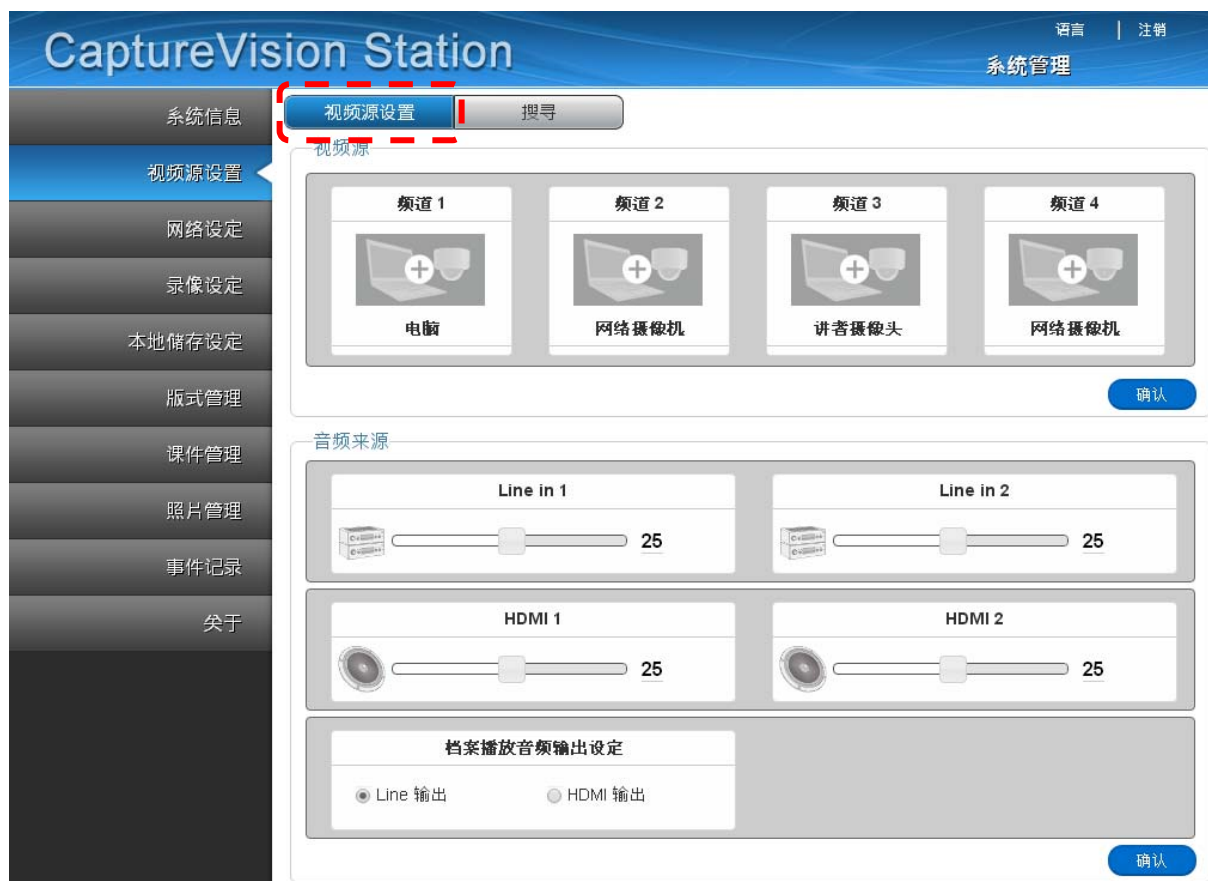 CaptureVision Station
语言 | 注销
系统管理
系统信息
视频源设置
网络设定
录像设定
本地储存设定
版式管理
课件管理
照片管理
事件记录
关于
视频源设置 搜寻
视频源
频道 1 频道 2 频道 3 频道 4
电脑 网络摄像机 讲者摄像头 网络摄像机
确认
音频来源
Line in 1 Line in 2
25 25
HDMI 1 HDMI 2
25 25
档案播放音频输出设定
Line 输出 HDMI 输出
确认